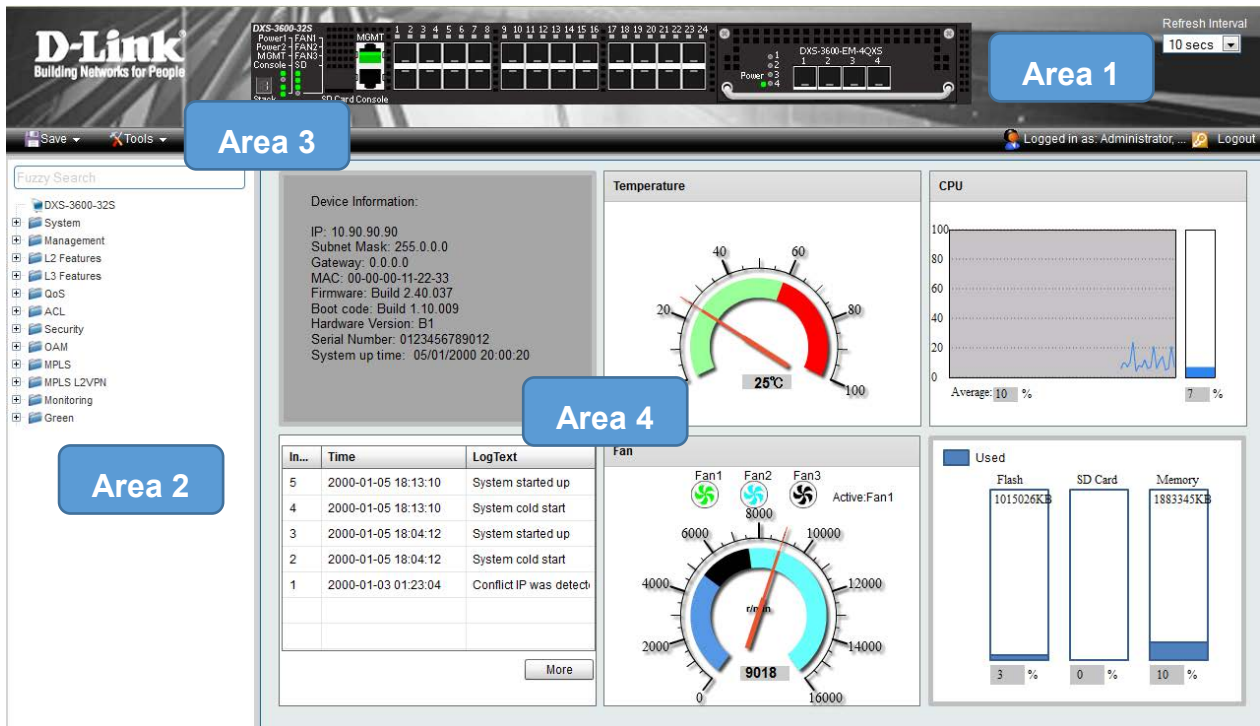 D-Link
Building Networks for People
DXS-3600-32S
Power1 FAN1
Power2 FAN2
MGMT FAN3
Console SD
Stack
SD Card Console
MGMT
1 2 3 4 5 6 7 8 9 10 11 12 13 14 15 16 17 18 19 20 21 22 23 24
DXS-3600-EM-4QXS
1 2 3 4
1
2
Power 3
4
Refresh Interval
10 secs
Area 1
Save
Tools
Area 3
Logged in as: Administrator, ...
Logout
Fuzzy Search
DXS-3600-32S
System
Management
L2 Features
L3 Features
QoS
ACL
Security
OAM
MPLS
MPLS L2VPN
Monitoring
Green
Area 2
Device Information:
IP: 10.90.90.90
Subnet Mask: 255.0.0.0
Gateway: 0.0.0.0
MAC: 00-00-00-11-22-33
Firmware: Build 2.40.037
Boot code: Build 1.10.009
Hardware Version: B1
Serial Number: 0123456789012
System up time: 05/01/2000 20:00:20
Temperature
20 40 60 80 100
25℃
CPU
100
80
60
40
20
0
Average: 10 %
7 %
Area 4
In... Time LogText
5 2000-01-05 18:13:10 System started up
4 2000-01-05 18:13:10 System cold start
3 2000-01-05 18:04:12 System started up
2 2000-01-05 18:04:12 System cold start
1 2000-01-03 01:23:04 Conflict IP was detect
More
Fan
Fan1 Fan2 Fan3
Active:Fan1
0 2000 4000 6000 8000 10000 12000 14000 16000
9018
Used
Flash SD Card Memory
1015026KB 1883345KB
3 % 0 % 10 %